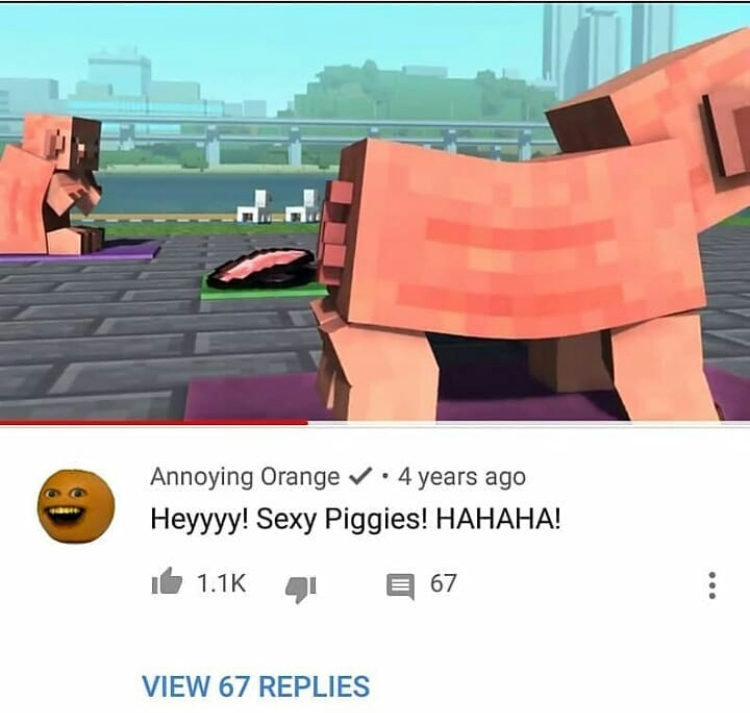 Annoying Orange ✓ • 4 years ago
Heyyyy! Sexy Piggies! HAHAHA!
1.1K 67
VIEW 67 REPLIES